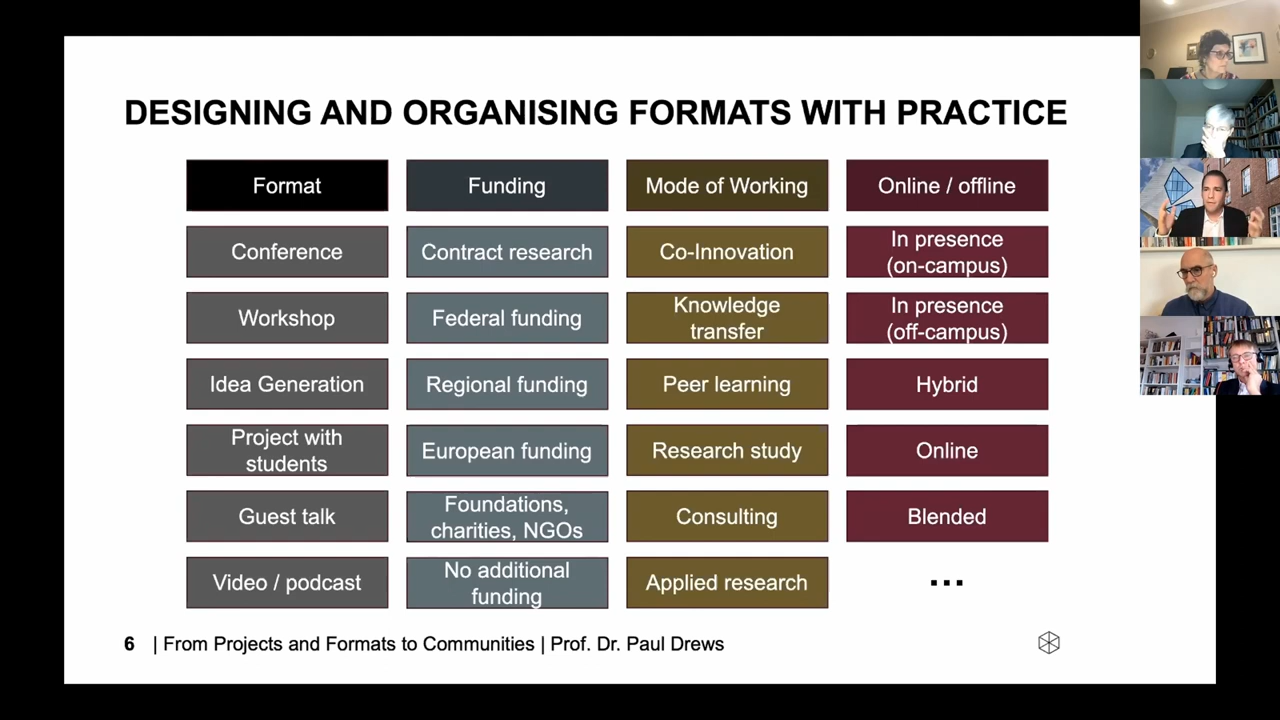 DESIGNING AND ORGANISING FORMATS WITH PRACTICE
Format
Funding
Mode of Working
Online / offline
Conference
Contract research
Co-Innovation
In presence
(on-campus)
Workshop
Federal funding
Knowledge
transfer
In presence
(off-campus)
Idea Generation
Regional funding
Peer learning
Hybrid
Project with
students
European funding
Research study
Online
Guest talk
Foundations,
charities, NGOs
Consulting
Blended
Video / podcast
No additional
funding
Applied research
...
6 | From Projects and Formats to Communities | Prof. Dr. Paul Drews